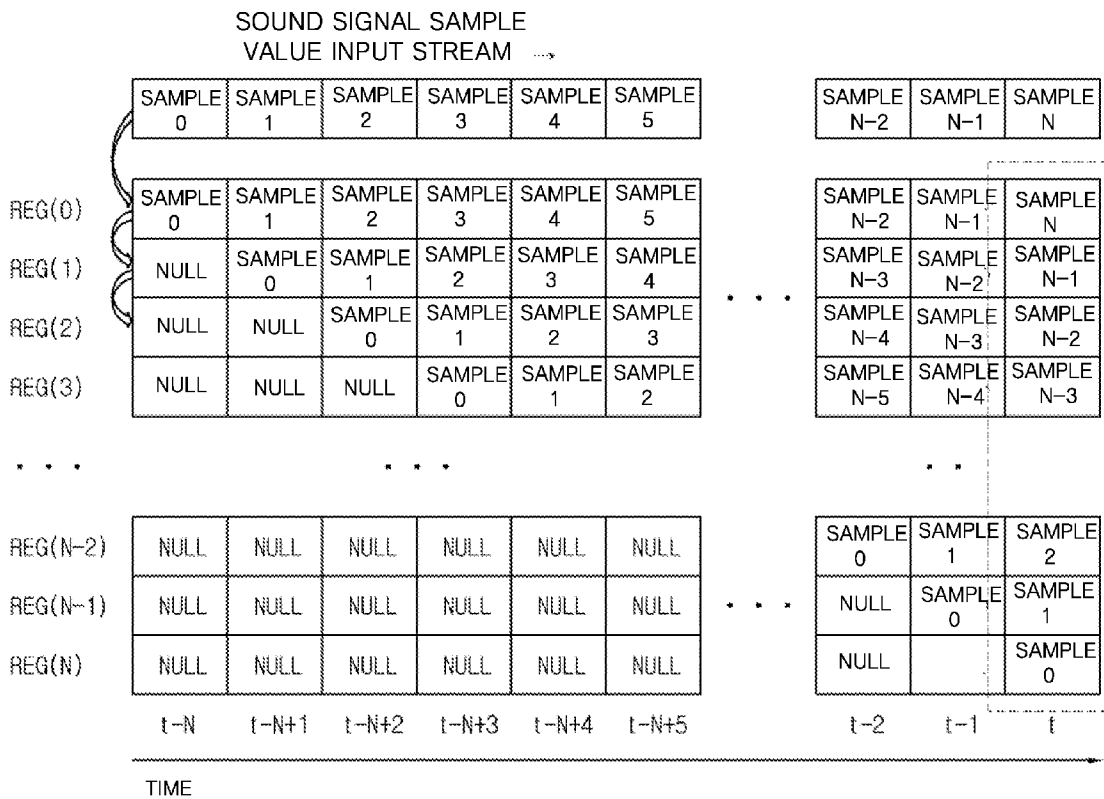 SOUND SIGNAL SAMPLE
VALUE INPUT STREAM
SAMPLE 0 SAMPLE 1 SAMPLE 2 SAMPLE 3 SAMPLE 4 SAMPLE 5 SAMPLE N-2 SAMPLE N-1 SAMPLE N
REG(0) SAMPLE 0 SAMPLE 1 SAMPLE 2 SAMPLE 3 SAMPLE 4 SAMPLE 5 SAMPLE N-2 SAMPLE N-1 SAMPLE N
REG(1) NULL SAMPLE 0 SAMPLE 1 SAMPLE 2 SAMPLE 3 SAMPLE 4 . . . SAMPLE N-3 SAMPLE N-2 SAMPLE N-1
REG(2) NULL NULL SAMPLE 0 SAMPLE 1 SAMPLE 2 SAMPLE 3 SAMPLE N-4 SAMPLE N-3 SAMPLE N-2
REG(3) NULL NULL NULL SAMPLE 0 SAMPLE 1 SAMPLE 2 SAMPLE N-5 SAMPLE N-4 SAMPLE N-3
. . . . . . . .
REG(N-2) NULL NULL NULL NULL NULL NULL SAMPLE 0 SAMPLE 1 SAMPLE 2
REG(N-1) NULL NULL NULL NULL NULL NULL . . . NULL SAMPLE 0 SAMPLE 1
REG(N) NULL NULL NULL NULL NULL NULL NULL SAMPLE 0
t-N t-N+1 t-N+2 t-N+3 t-N+4 t-N+5 t-2 t-1 t
TIME